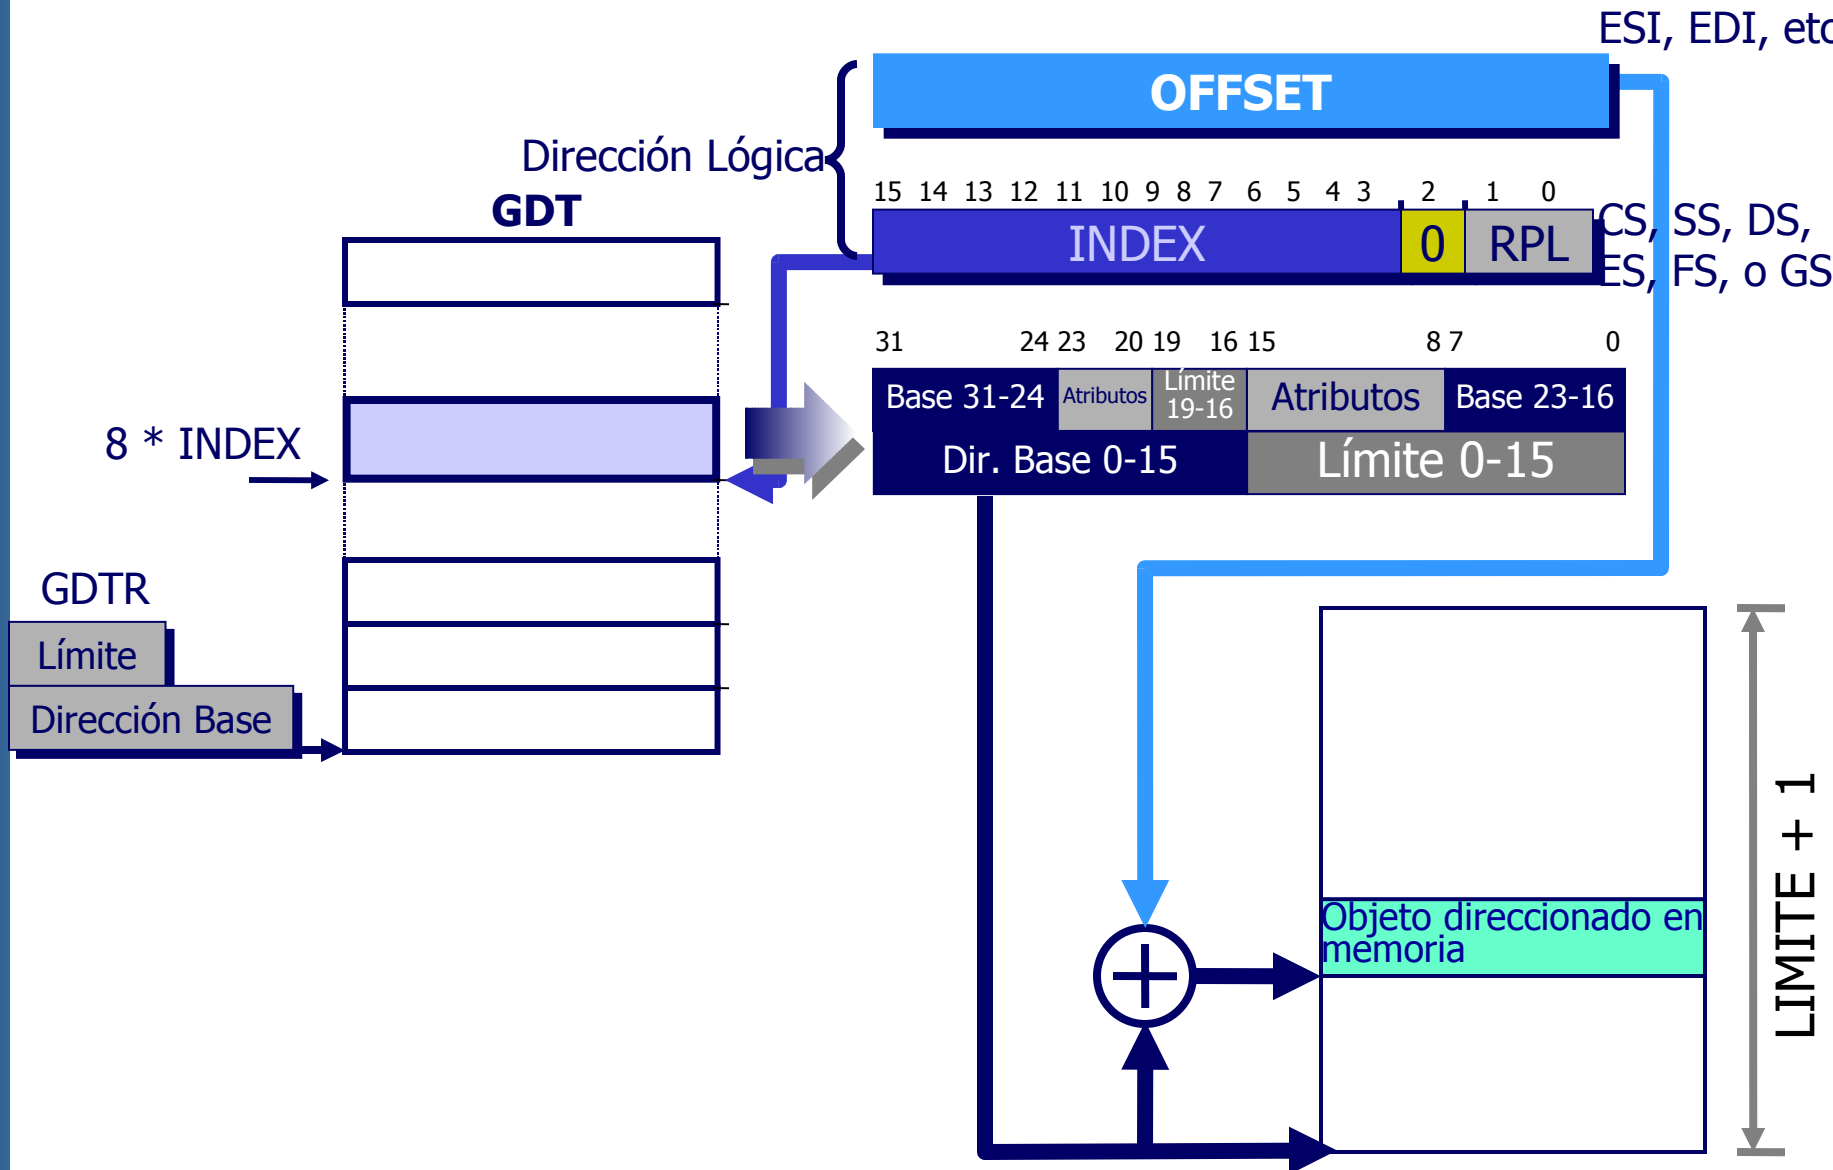 ESI, EDI, etc
OFFSET
Dirección Lógica
15 14 13 12 11 10 9 8 7 6 5 4 3 2 1 0
GDT
INDEX 0 RPL
CS, SS, DS,
ES, FS, o GS
31 24 23 20 19 16 15 8 7 0
Base 31-24 Atributos Límite 19-16 Atributos Base 23-16
8 * INDEX
Dir. Base 0-15 Límite 0-15
GDTR
Límite
Dirección Base
Objeto direccionado en
memoria
LIMITE + 1